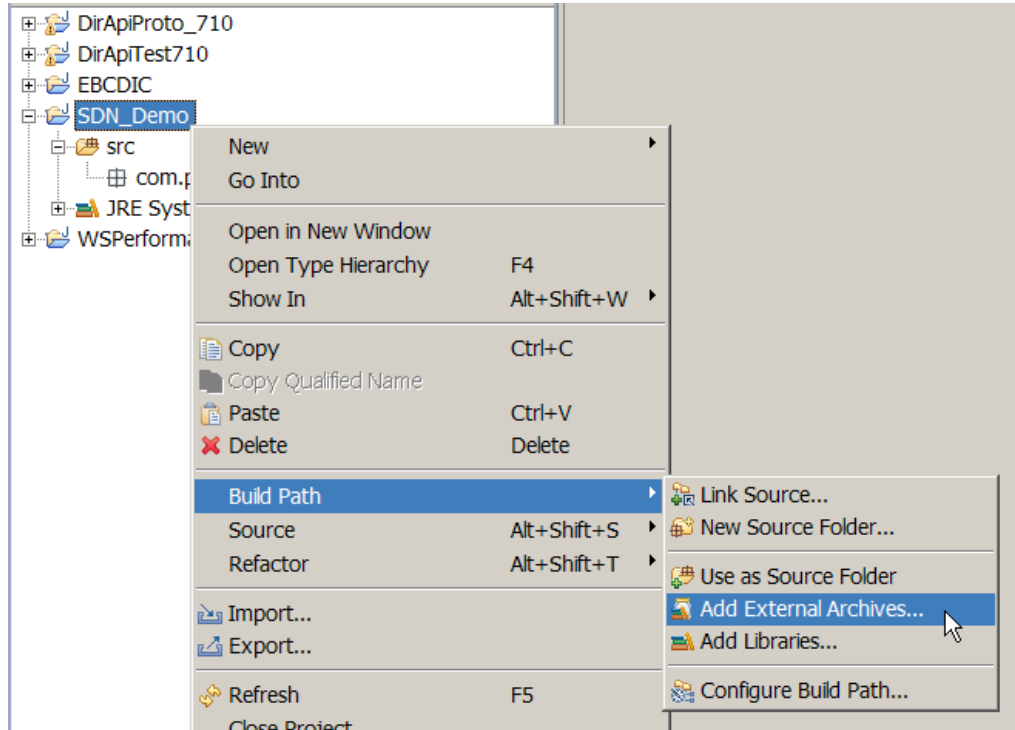 DirApiProto_710
DirApiTest710
EBCDIC
SDN_Demo
src
com.p
JRE Syst
WSPerforma
New
Go Into
Open in New Window
Open Type Hierarchy F4
Show In Alt+Shift+W
Copy Ctrl+C
Copy Qualified Name
Paste Ctrl+V
Delete Delete
Build Path
Source Alt+Shift+S
Refactor Alt+Shift+T
Import...
Export...
Refresh F5
Close Project
Link Source...
New Source Folder...
Use as Source Folder
Add External Archives...
Add Libraries...
Configure Build Path...